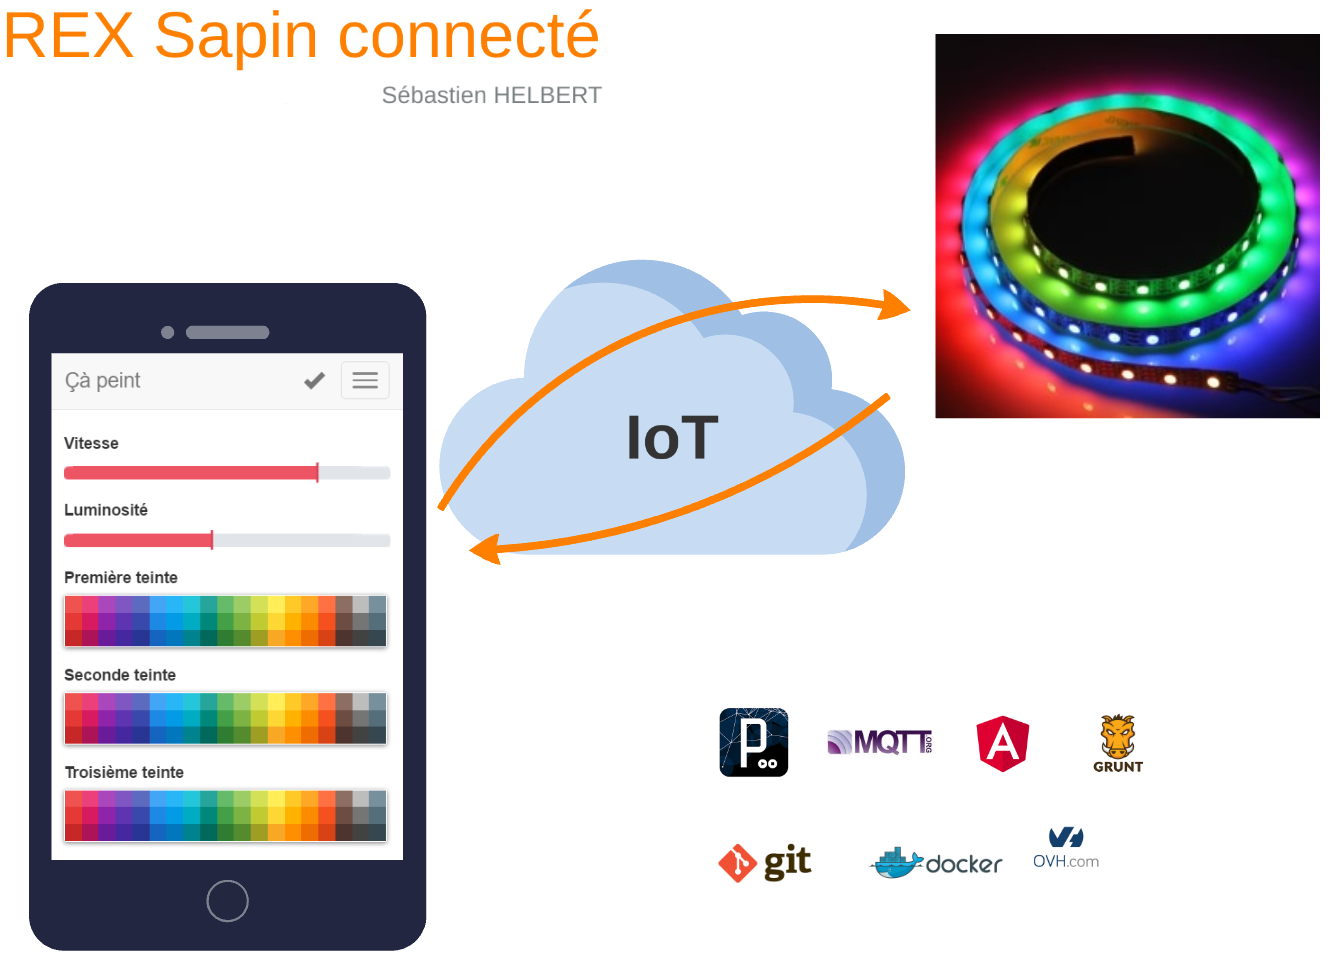 REX Sapin connecté
Sébastien HELBERT
Çà peint
Vitesse
Luminosité
Première teinte
Seconde teinte
Troisième teinte
IoT
P
MQTT.ORG
A
GRUNT
git
docker
OVH.com